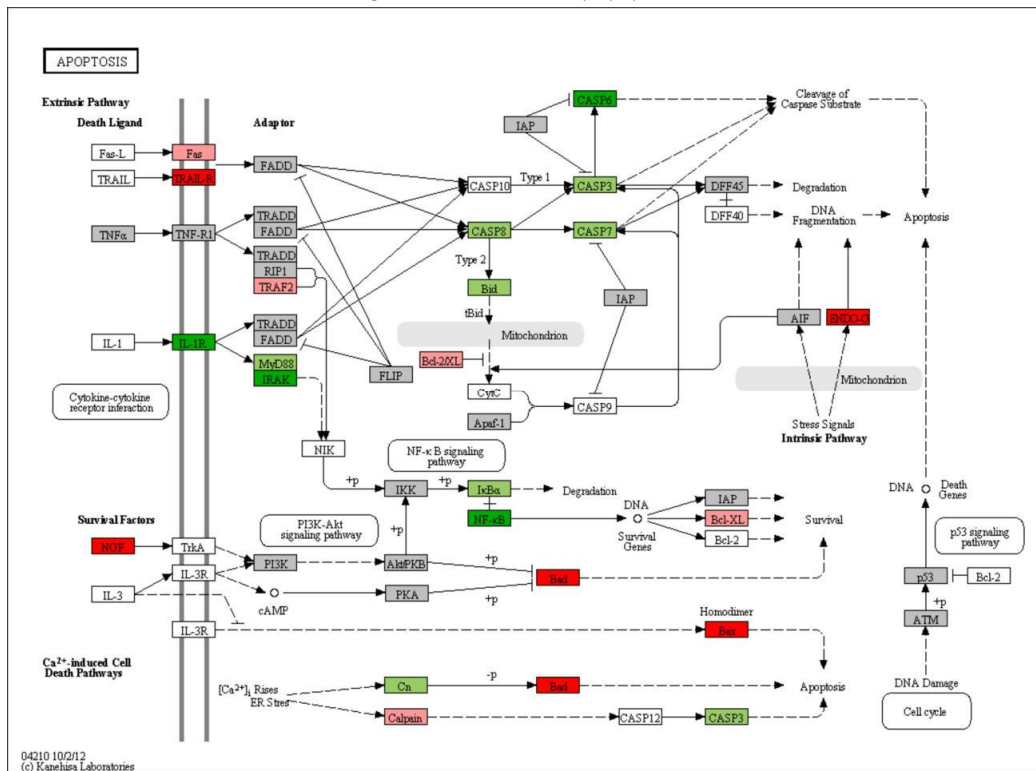 APOPTOSIS
Extrinsic Pathway
Death Ligand
Adaptor
Fas-L
Fas
TRAIL
TRAIL-R
FADD
TNFα
TNF-R1
TRADD
FADD
TRADD
RIP1
TRAF2
IL-1
IL-1R
TRADD
FADD
MyD88
IRAK
FLIP
Cytokine-cytokine
receptor interaction
CASP6
IAP
CASP10
Type 1
CASP3
CASP8
CASP7
Type 2
Bid
tBid
IAP
Mitochondrion
Bcl-2/XL
CytC
CASP9
Apaf-1
Cleavage of
Caspase Substrate
DFF45
Degradation
DFF40
DNA
Fragmentation
Apoptosis
AIF
ENDO-G
Mitochondrion
Stress Signals
Intrinsic Pathway
NIK
NF-κB signaling
pathway
+p
IKK
+p
IκBα
Degradation
NF-κB
DNA
Survival
Genes
IAP
Bcl-XL
Bcl-2
Survival
DNA
Death
Genes
p53 signaling
pathway
Survival Factors
PI3K-Akt
signaling pathway
NGF
TrkA
PI3K
Akt/PKB
+p
+p
IL-3
IL-3R
cAMP
PKA
+p
Bad
p53
Bcl-2
+p
ATM
IL-3R
Homodimer
Bax
DNA Damage
Cell cycle
Ca²⁺-induced Cell
Death Pathways
[Ca²⁺]i Rises
ER Stres
Cn
-p
Bad
Apoptosis
Calpain
CASP12
CASP3
04210 10/2/12
(c) Kanehisa Laboratories